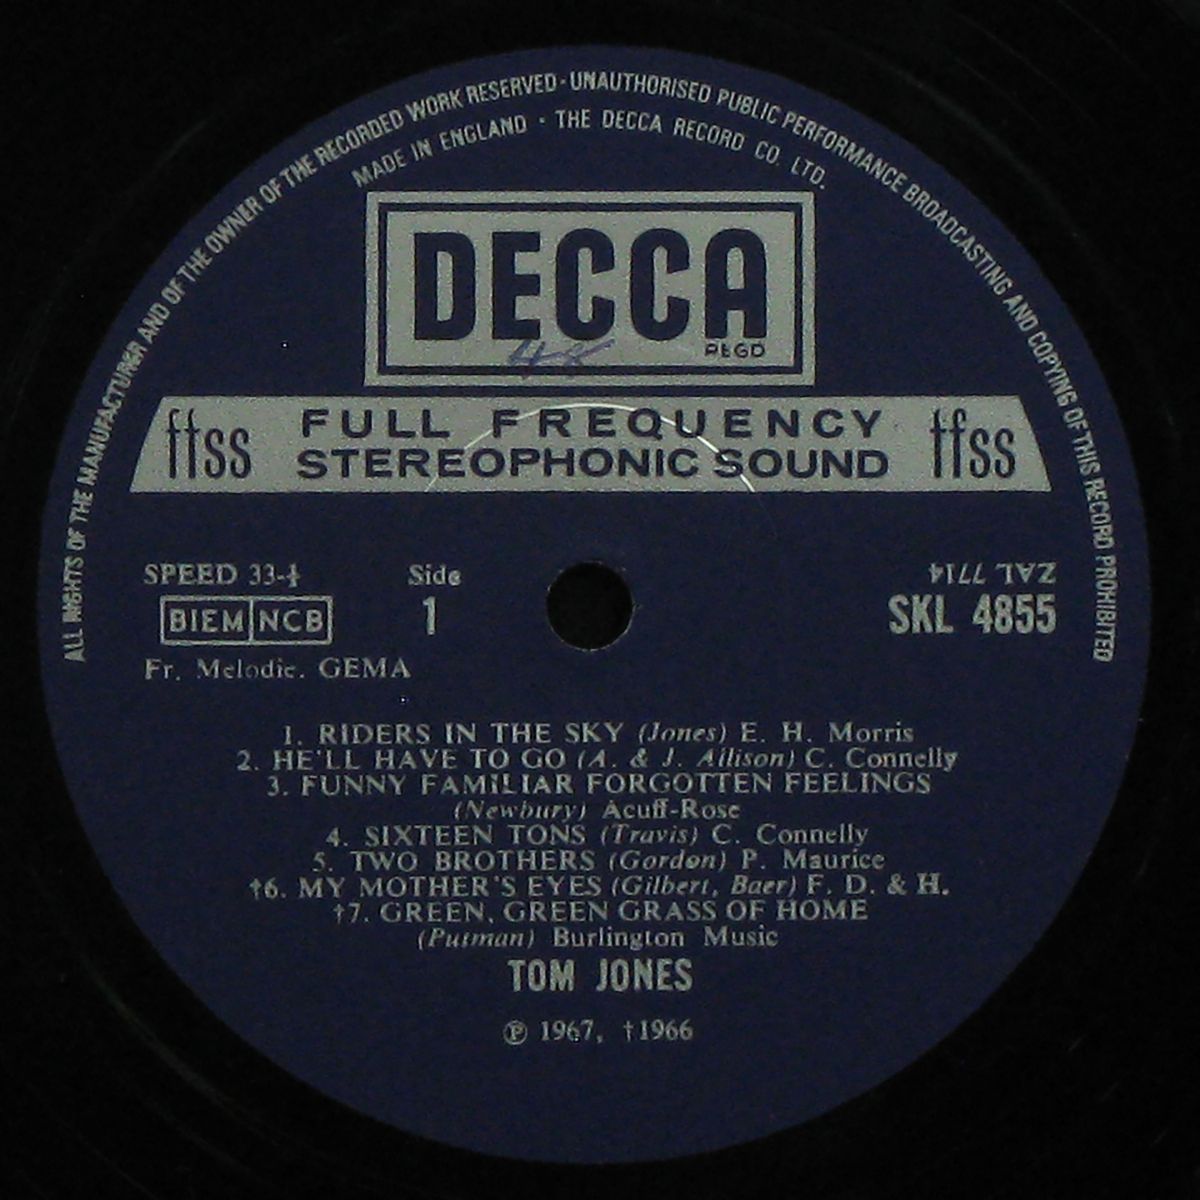 ALL RIGHTS OF THE MANUFACTURER AND OF THE OWNER OF THE RECORDED WORK RESERVED · UNAUTHORISED PUBLIC PERFORMANCE BROADCASTING AND COPYING OF THIS RECORD PROHIBITED
MADE IN ENGLAND · THE DECCA RECORD CO. LTD.
DECCA
REGD
48
ffss FULL FREQUENCY ffss
STEREOPHONIC SOUND
SPEED 33-⅓ Side ZAL 7714
BIEM NCB 1 SKL 4855
Fr. Melodie. GEMA
1. RIDERS IN THE SKY (Jones) E. H. Morris
2. HE'LL HAVE TO GO (A. & J. Allison) C. Connelly
3. FUNNY FAMILIAR FORGOTTEN FEELINGS
(Newbury) Acuff-Rose
4. SIXTEEN TONS (Travis) C. Connelly
5. TWO BROTHERS (Gordon) P. Maurice
†6. MY MOTHER'S EYES (Gilbert, Baer) F. D. & H.
†7. GREEN, GREEN GRASS OF HOME
(Putman) Burlington Music
TOM JONES
℗ 1967, †1966